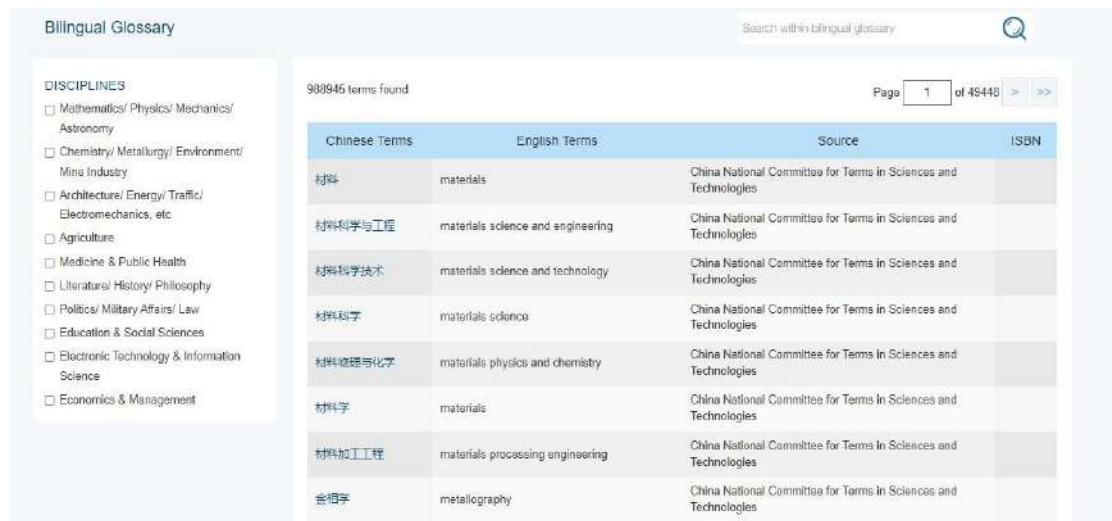 Bilingual Glossary
Search within bilingual glossary
DISCIPLINES
Mathematics/ Physics/ Mechanics/
Astronomy
Chemistry/ Metallurgy/ Environment/
Mine Industry
Architecture/ Energy/ Traffic/
Electromechanics, etc
Agriculture
Medicine & Public Health
Literature/ History/ Philosophy
Politics/ Military Affairs/ Law
Education & Social Sciences
Electronic Technology & Information
Science
Economics & Management
988945 terms found
Page 1 of 49448 > >>
Chinese Terms English Terms Source ISBN
材料 materials China National Committee for Terms in Sciences and
Technologies
材料科学与工程 materials science and engineering China National Committee for Terms in Sciences and
Technologies
材料科学技术 materials science and technology China National Committee for Terms in Sciences and
Technologies
材料科学 materials science China National Committee for Terms in Sciences and
Technologies
材料物理与化学 materials physics and chemistry China National Committee for Terms in Sciences and
Technologies
材料学 materials China National Committee for Terms in Sciences and
Technologies
材料加工工程 materials processing engineering China National Committee for Terms in Sciences and
Technologies
金相学 metallography China National Committee for Terms in Sciences and
Technologies